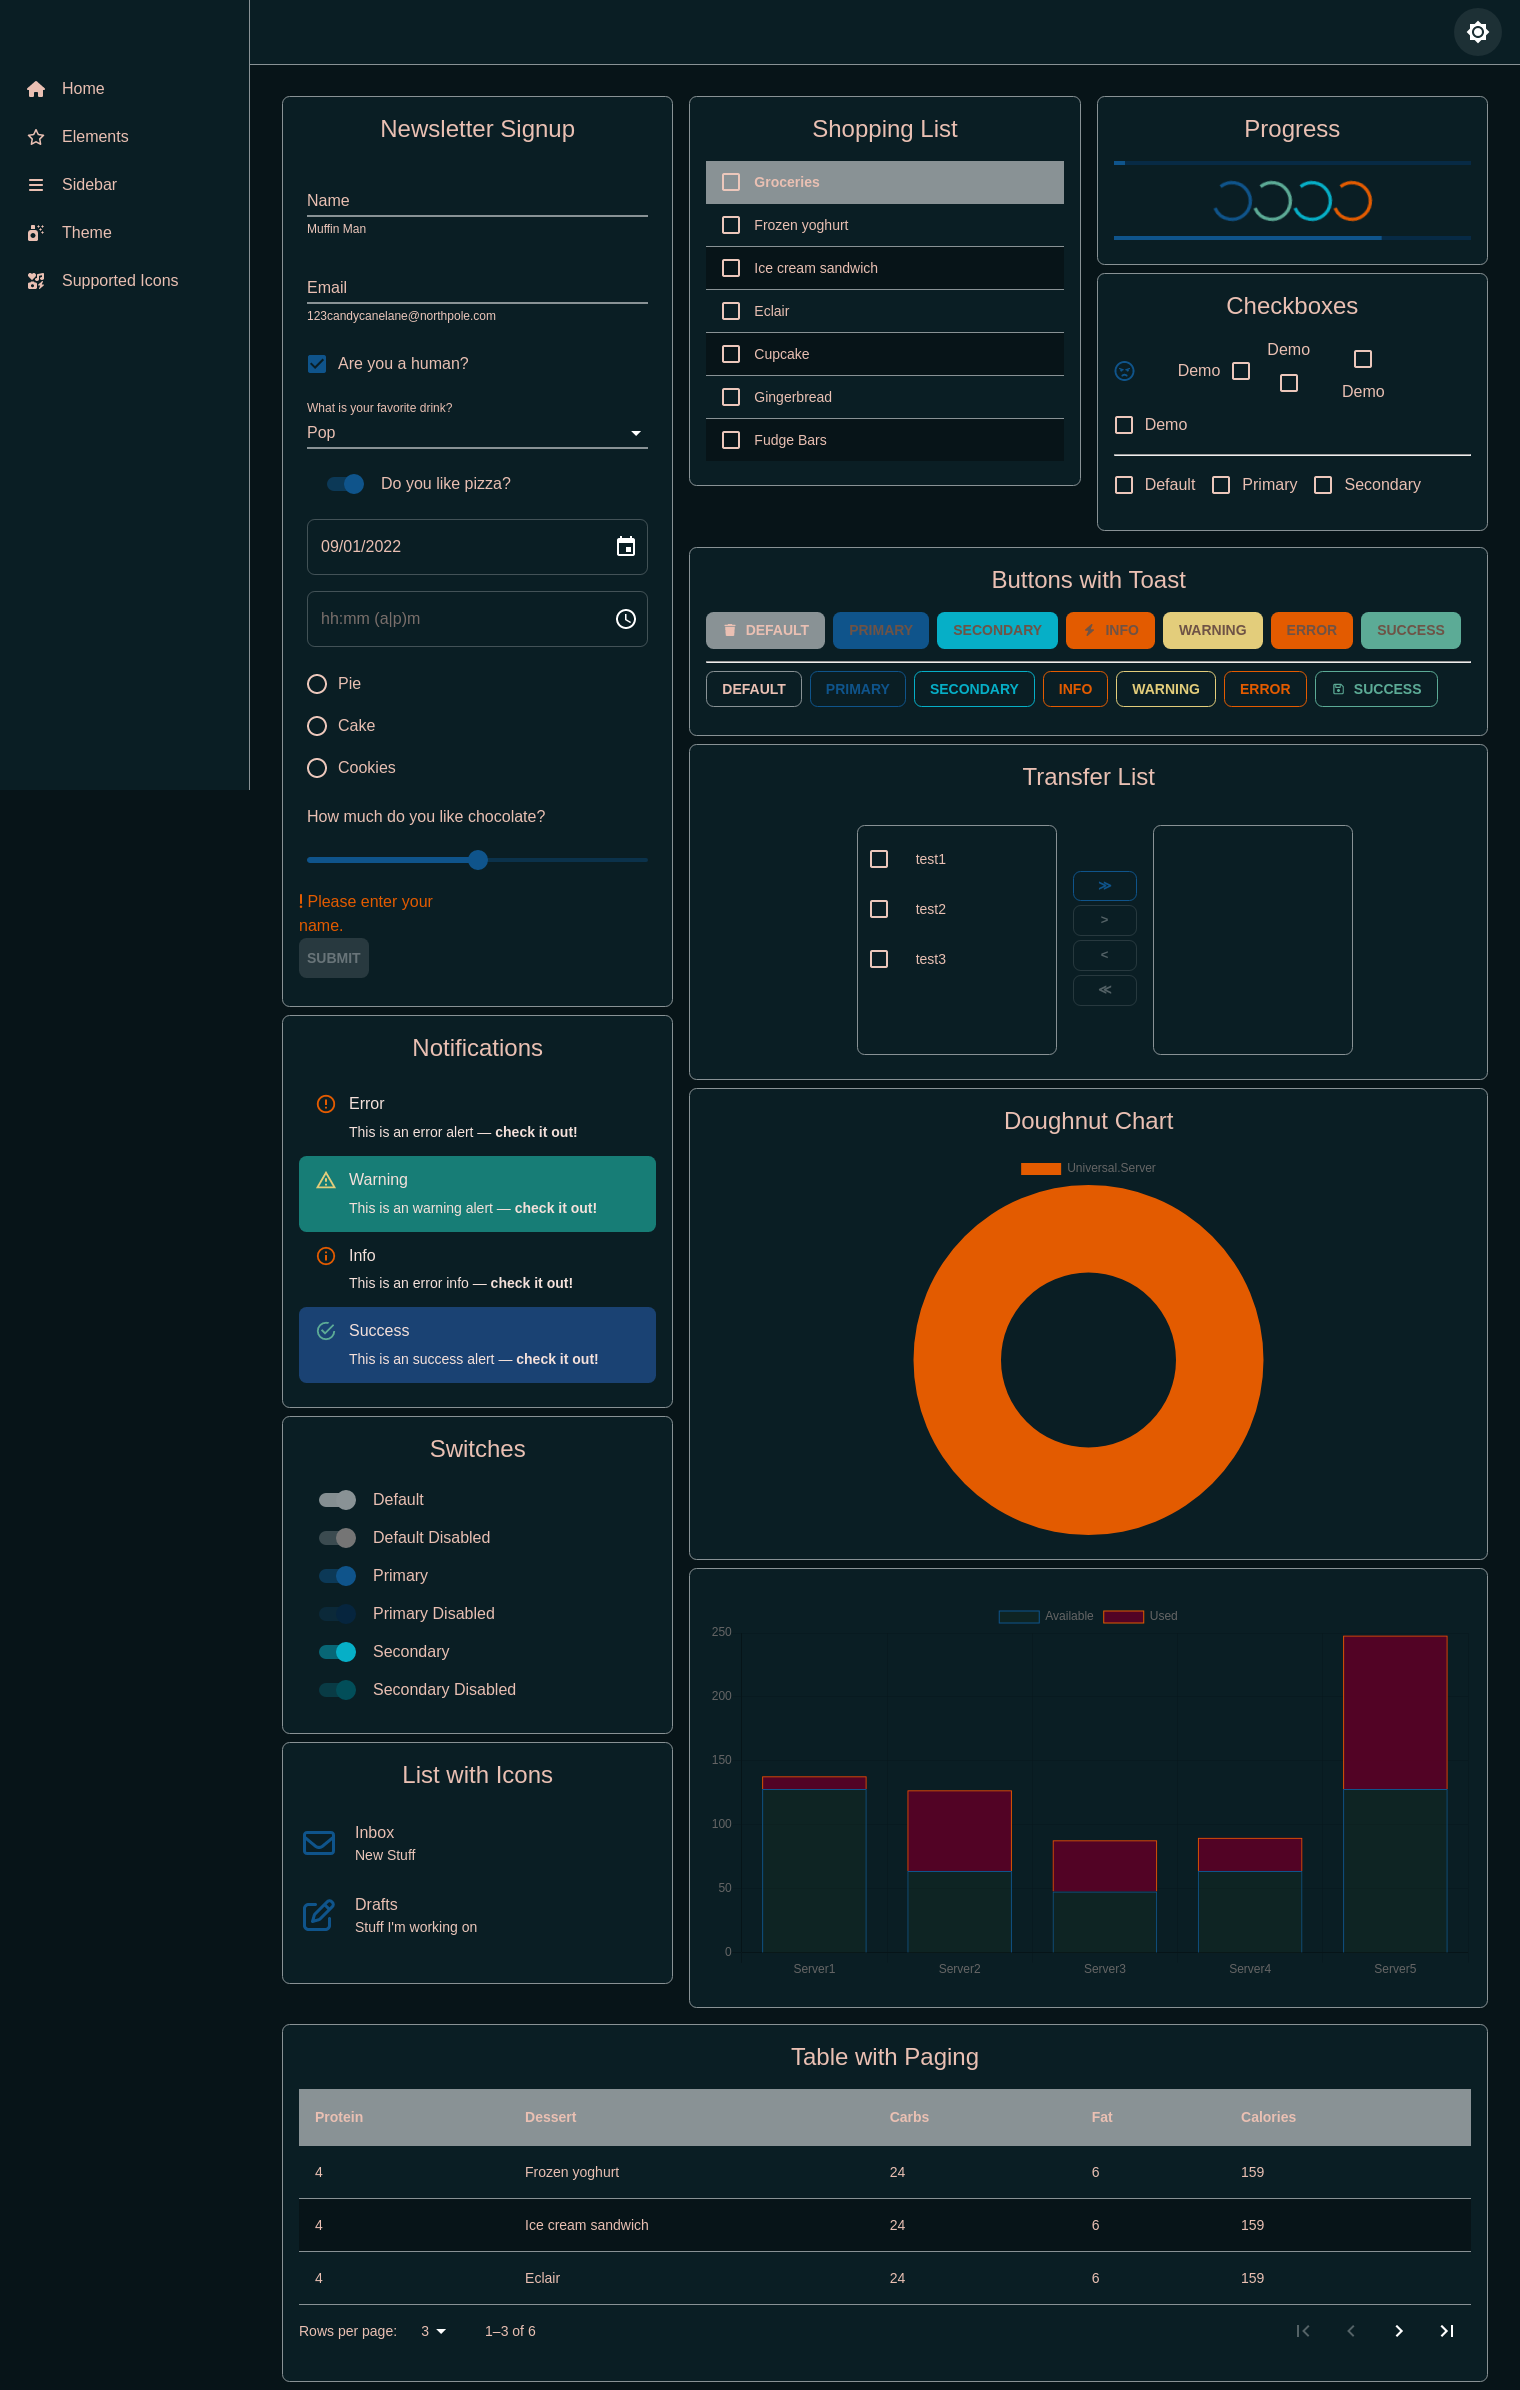 Home
Elements
Sidebar
Theme
Supported Icons
Newsletter Signup
Name
Muffin Man
Email
123candycanelane@northpole.com
Are you a human?
What is your favorite drink?
Pop
Do you like pizza?
09/01/2022
hh:mm (a|p)m
Pie
Cake
Cookies
How much do you like chocolate?
! Please enter your
name.
SUBMIT
Notifications
Error
This is an error alert — check it out!
Warning
This is an warning alert — check it out!
Info
This is an error info — check it out!
Success
This is an success alert — check it out!
Switches
Default
Default Disabled
Primary
Primary Disabled
Secondary
Secondary Disabled
List with Icons
Inbox
New Stuff
Drafts
Stuff I'm working on
Shopping List
Groceries
Frozen yoghurt
Ice cream sandwich
Eclair
Cupcake
Gingerbread
Fudge Bars
Progress
Checkboxes
Demo
Demo
Demo
Demo
Default Primary Secondary
Buttons with Toast
DEFAULT PRIMARY SECONDARY INFO WARNING ERROR SUCCESS
DEFAULT PRIMARY SECONDARY INFO WARNING ERROR SUCCESS
Transfer List
test1
test2
test3
≫
>
<
≪
Doughnut Chart
Universal.Server
Available Used
250
200
150
100
50
0
Server1 Server2 Server3 Server4 Server5
Table with Paging
Protein Dessert Carbs Fat Calories
4 Frozen yoghurt 24 6 159
4 Ice cream sandwich 24 6 159
4 Eclair 24 6 159
Rows per page: 3 1–3 of 6